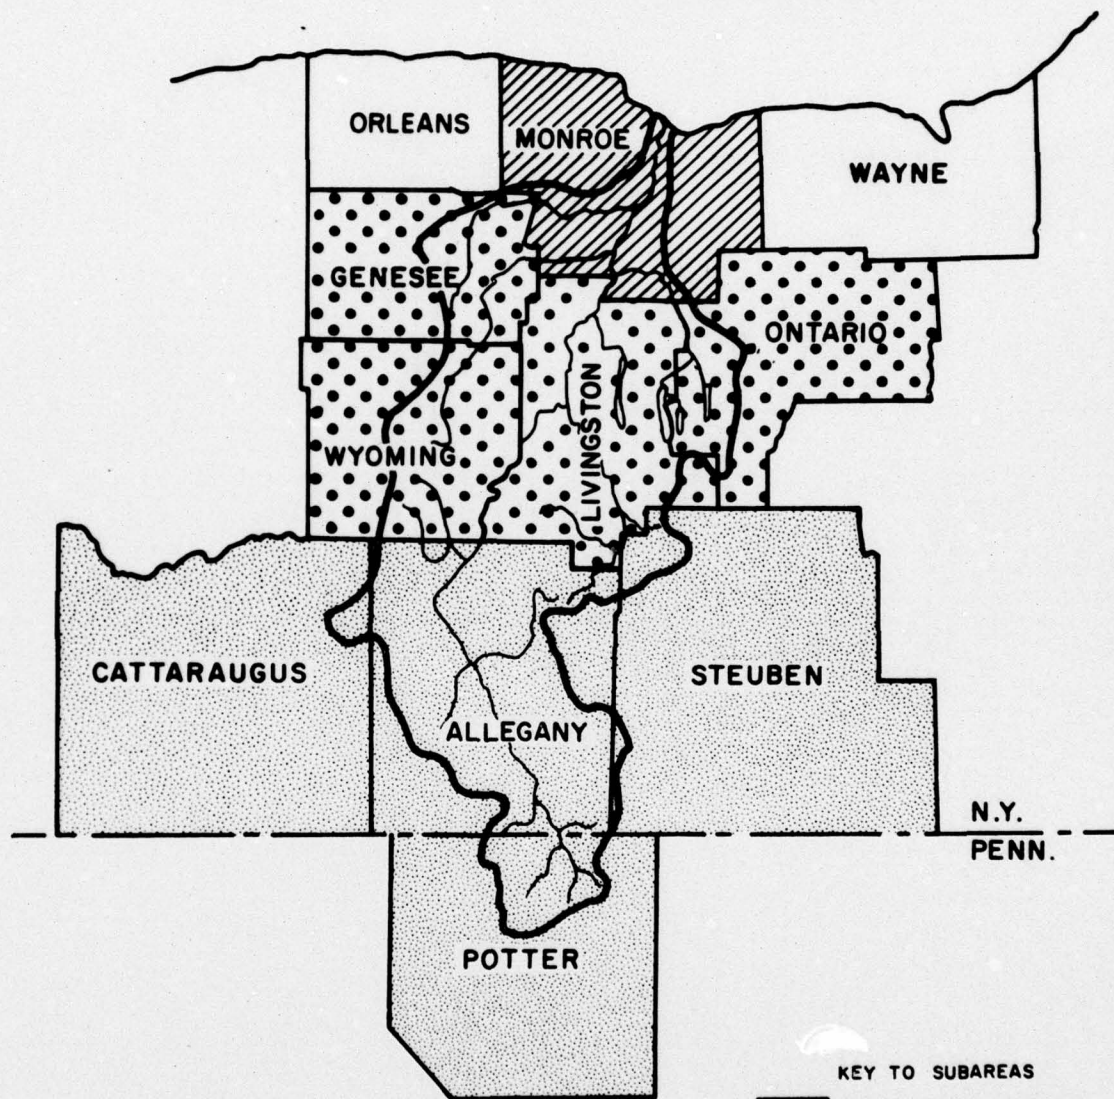 ORLEANS
MONROE
WAYNE
GENESEE
ONTARIO
LIVINGSTON
WYOMING
CATTARAUGUS
STEUBEN
ALLEGANY
N.Y.
PENN.
POTTER
KEY TO SUBAREAS